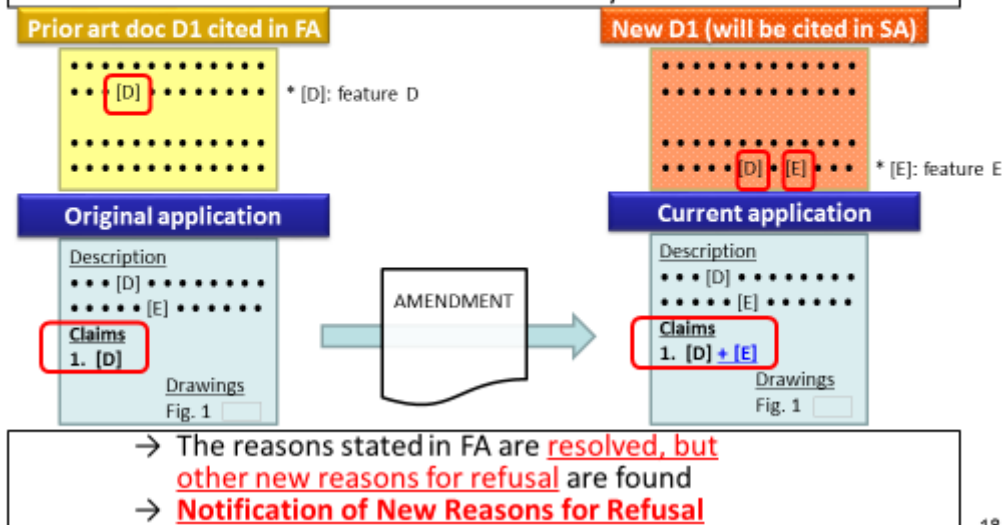 Prior art doc D1 cited in FA
New D1 (will be cited in SA)
[D]
* [D]: feature D
[D] [E]
* [E]: feature E
Original application
Current application
Description
• • • [D] • • • • • • • •
• • • • • [E] • • • • • •
Claims
1. [D]
Drawings
Fig. 1
AMENDMENT
Description
• • • [D] • • • • • • • •
• • • • • [E] • • • • • •
Claims
1. [D] + [E]
Drawings
Fig. 1
→ The reasons stated in FA are resolved, but
other new reasons for refusal are found
→ Notification of New Reasons for Refusal